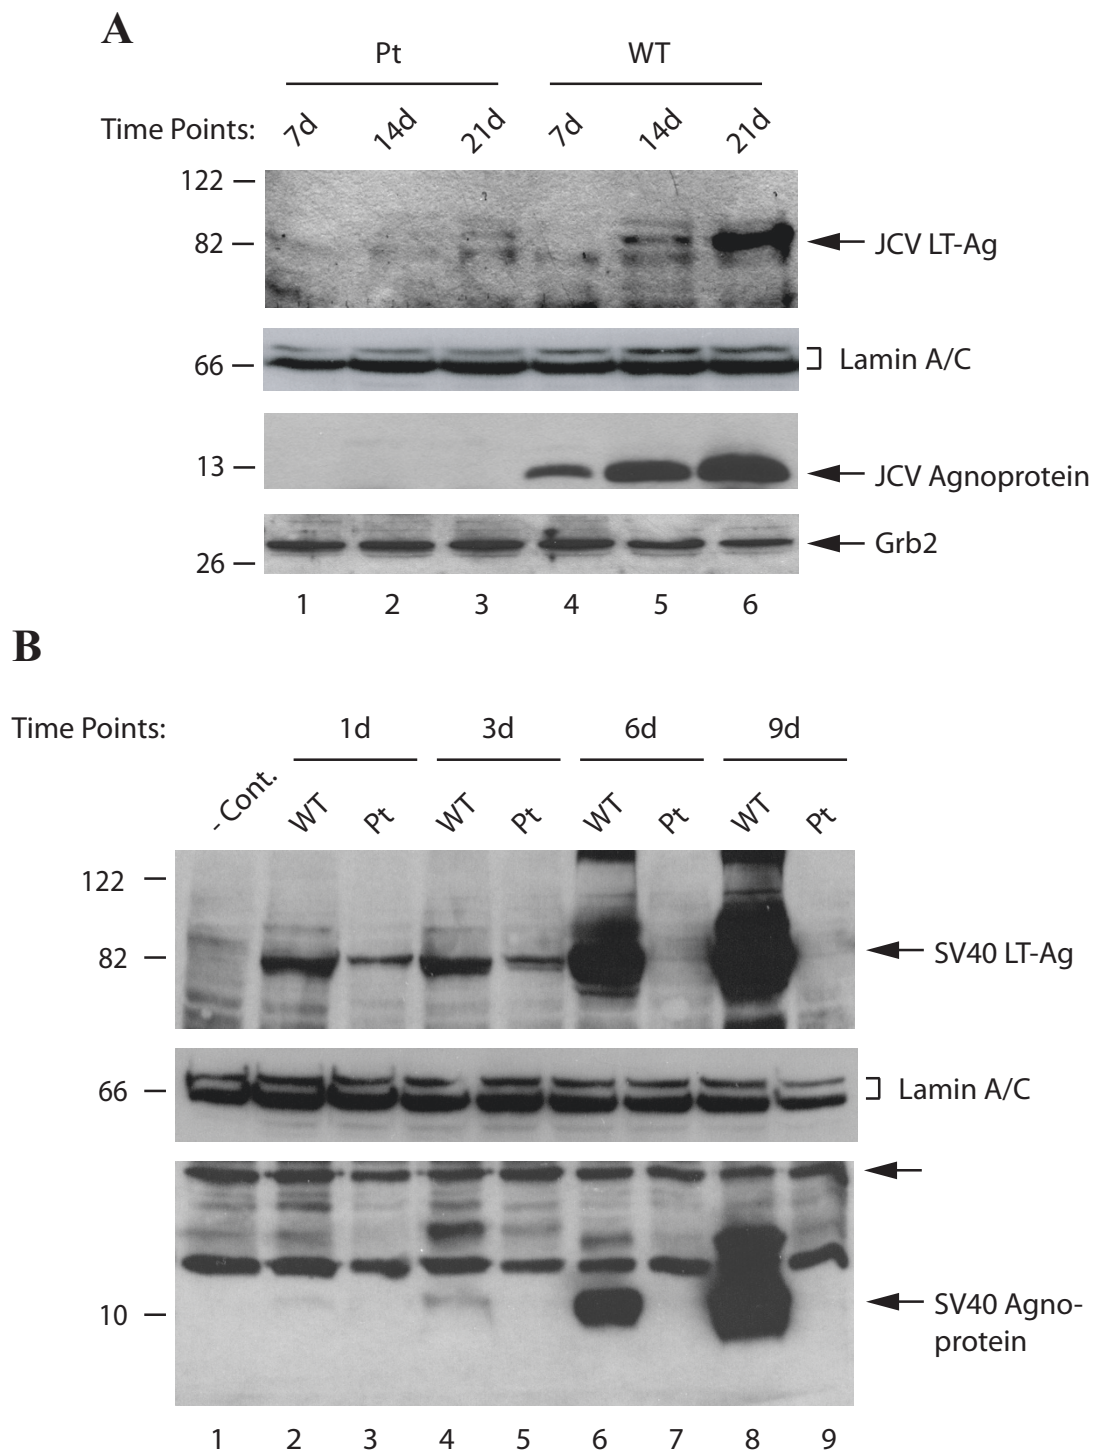 A
Pt WT
Time Points: 7d 14d 21d 7d 14d 21d
122
82 JCV LT-Ag
66 Lamin A/C
13 JCV Agnoprotein
26 Grb2
1 2 3 4 5 6
B
Time Points: 1d 3d 6d 9d
- Cont. WT Pt WT Pt WT Pt WT Pt
122
82 SV40 LT-Ag
66 Lamin A/C
10 SV40 Agno-
protein
1 2 3 4 5 6 7 8 9